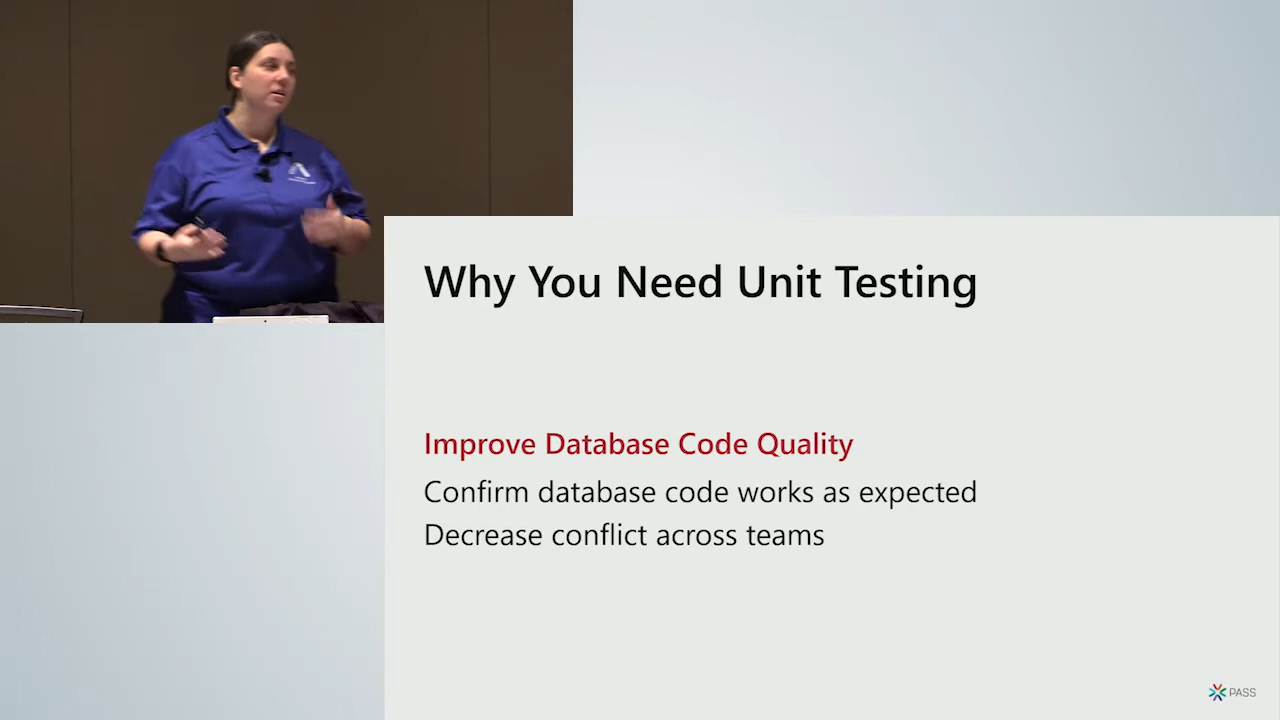 Why You Need Unit Testing
Improve Database Code Quality
Confirm database code works as expected
Decrease conflict across teams
PASS